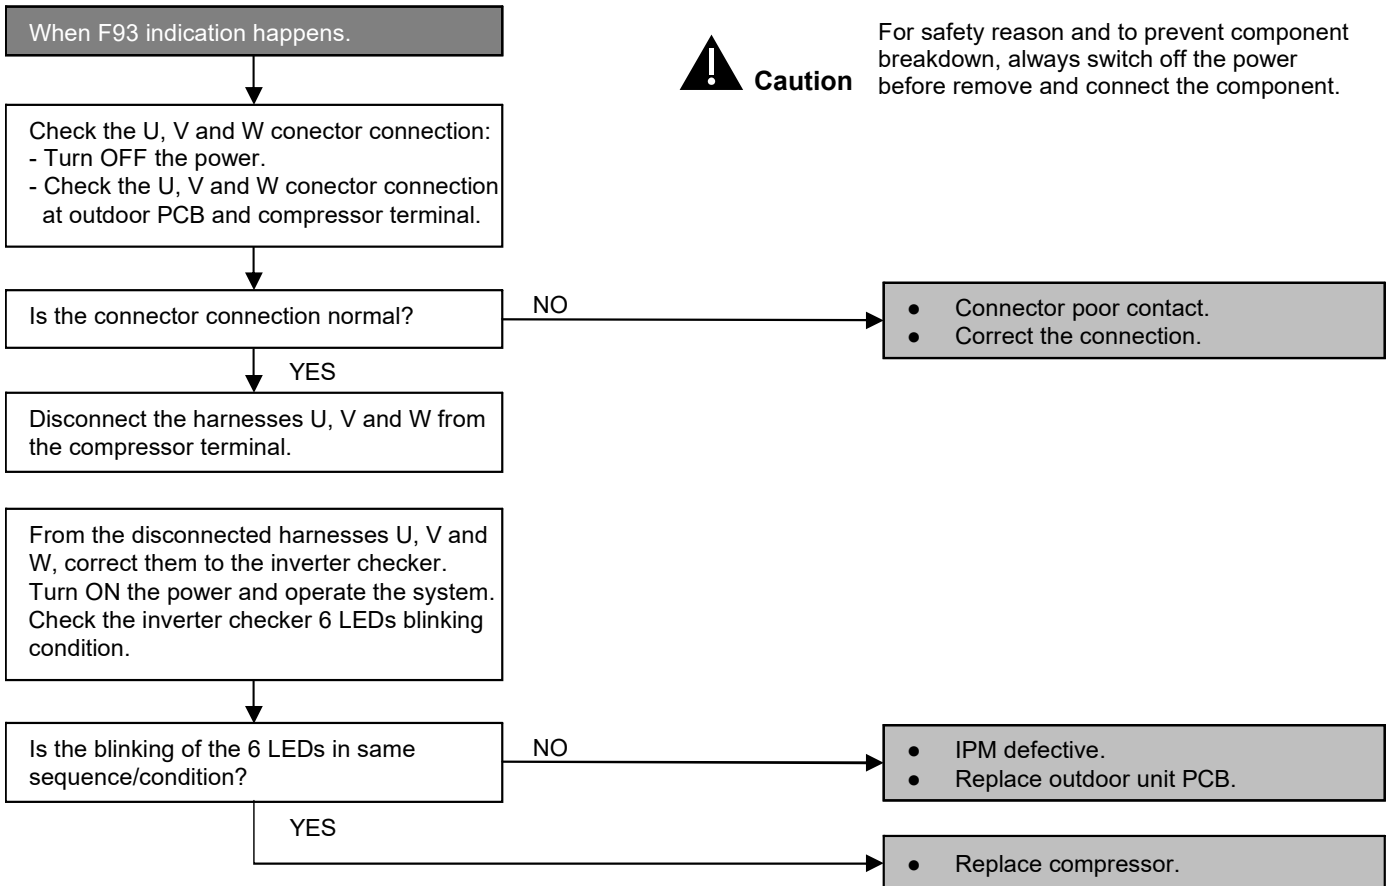 When F93 indication happens.
Caution
For safety reason and to prevent component
breakdown, always switch off the power
before remove and connect the component.
Check the U, V and W conector connection:
- Turn OFF the power.
- Check the U, V and W conector connection
at outdoor PCB and compressor terminal.
Is the connector connection normal?
NO
● Connector poor contact.
● Correct the connection.
YES
Disconnect the harnesses U, V and W from
the compressor terminal.
From the disconnected harnesses U, V and
W, correct them to the inverter checker.
Turn ON the power and operate the system.
Check the inverter checker 6 LEDs blinking
condition.
Is the blinking of the 6 LEDs in same
sequence/condition?
NO
● IPM defective.
● Replace outdoor unit PCB.
YES
● Replace compressor.